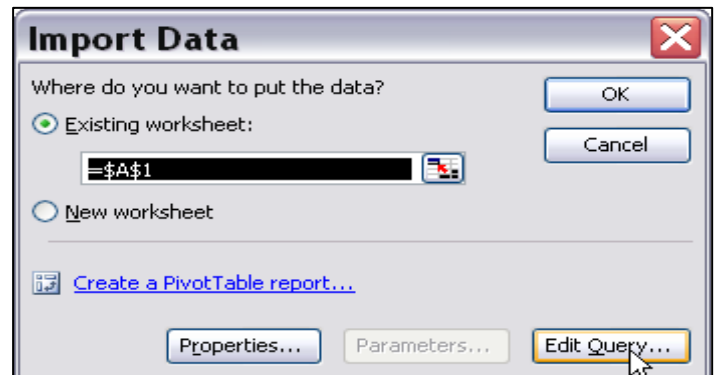 Import Data
Where do you want to put the data?
OK
Existing worksheet:
Cancel
=$A$1
New worksheet
Create a PivotTable report...
Properties... Parameters... Edit Query...